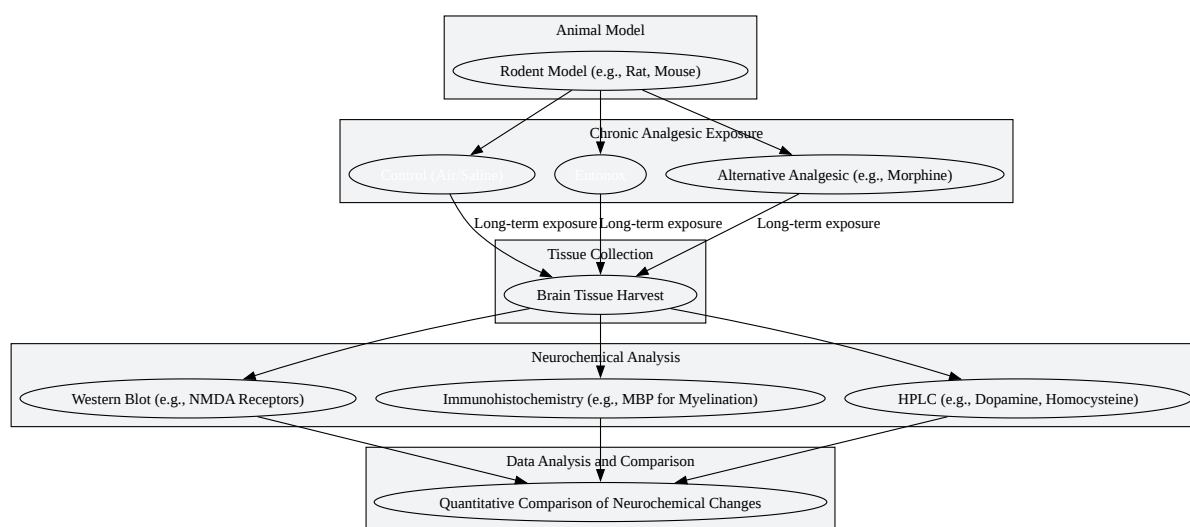 Animal Model
Rodent Model (e.g., Rat, Mouse)
Chronic Analgesic Exposure
Control (Air/Saline)
Entonox
Alternative Analgesic (e.g., Morphine)
Long-term exposure
Long-term exposure
Long-term exposure
Tissue Collection
Brain Tissue Harvest
Neurochemical Analysis
Western Blot (e.g., NMDA Receptors)
Immunohistochemistry (e.g., MBP for Myelination)
HPLC (e.g., Dopamine, Homocysteine)
Data Analysis and Comparison
Quantitative Comparison of Neurochemical Changes